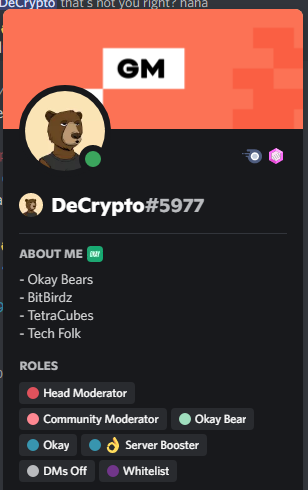 DeCrypto that's not you right? haha
GM
DeCrypto#5977
ABOUT ME OKAY
- Okay Bears
- BitBirdz
- TetraCubes
- Tech Folk
ROLES
Head Moderator
Community Moderator Okay Bear
Okay 👌 Server Booster
DMs Off Whitelist